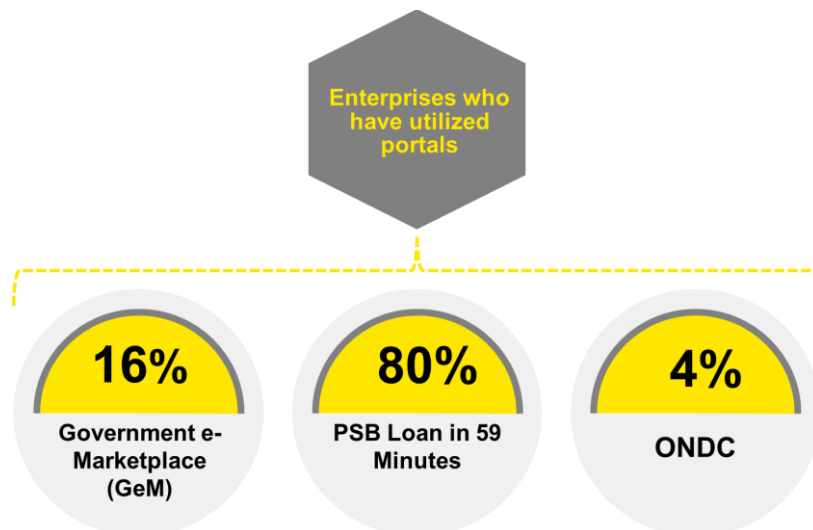 Enterprises who
have utilized
portals
16%
80%
4%
Government e-
Marketplace
(GeM)
PSB Loan in 59
Minutes
ONDC